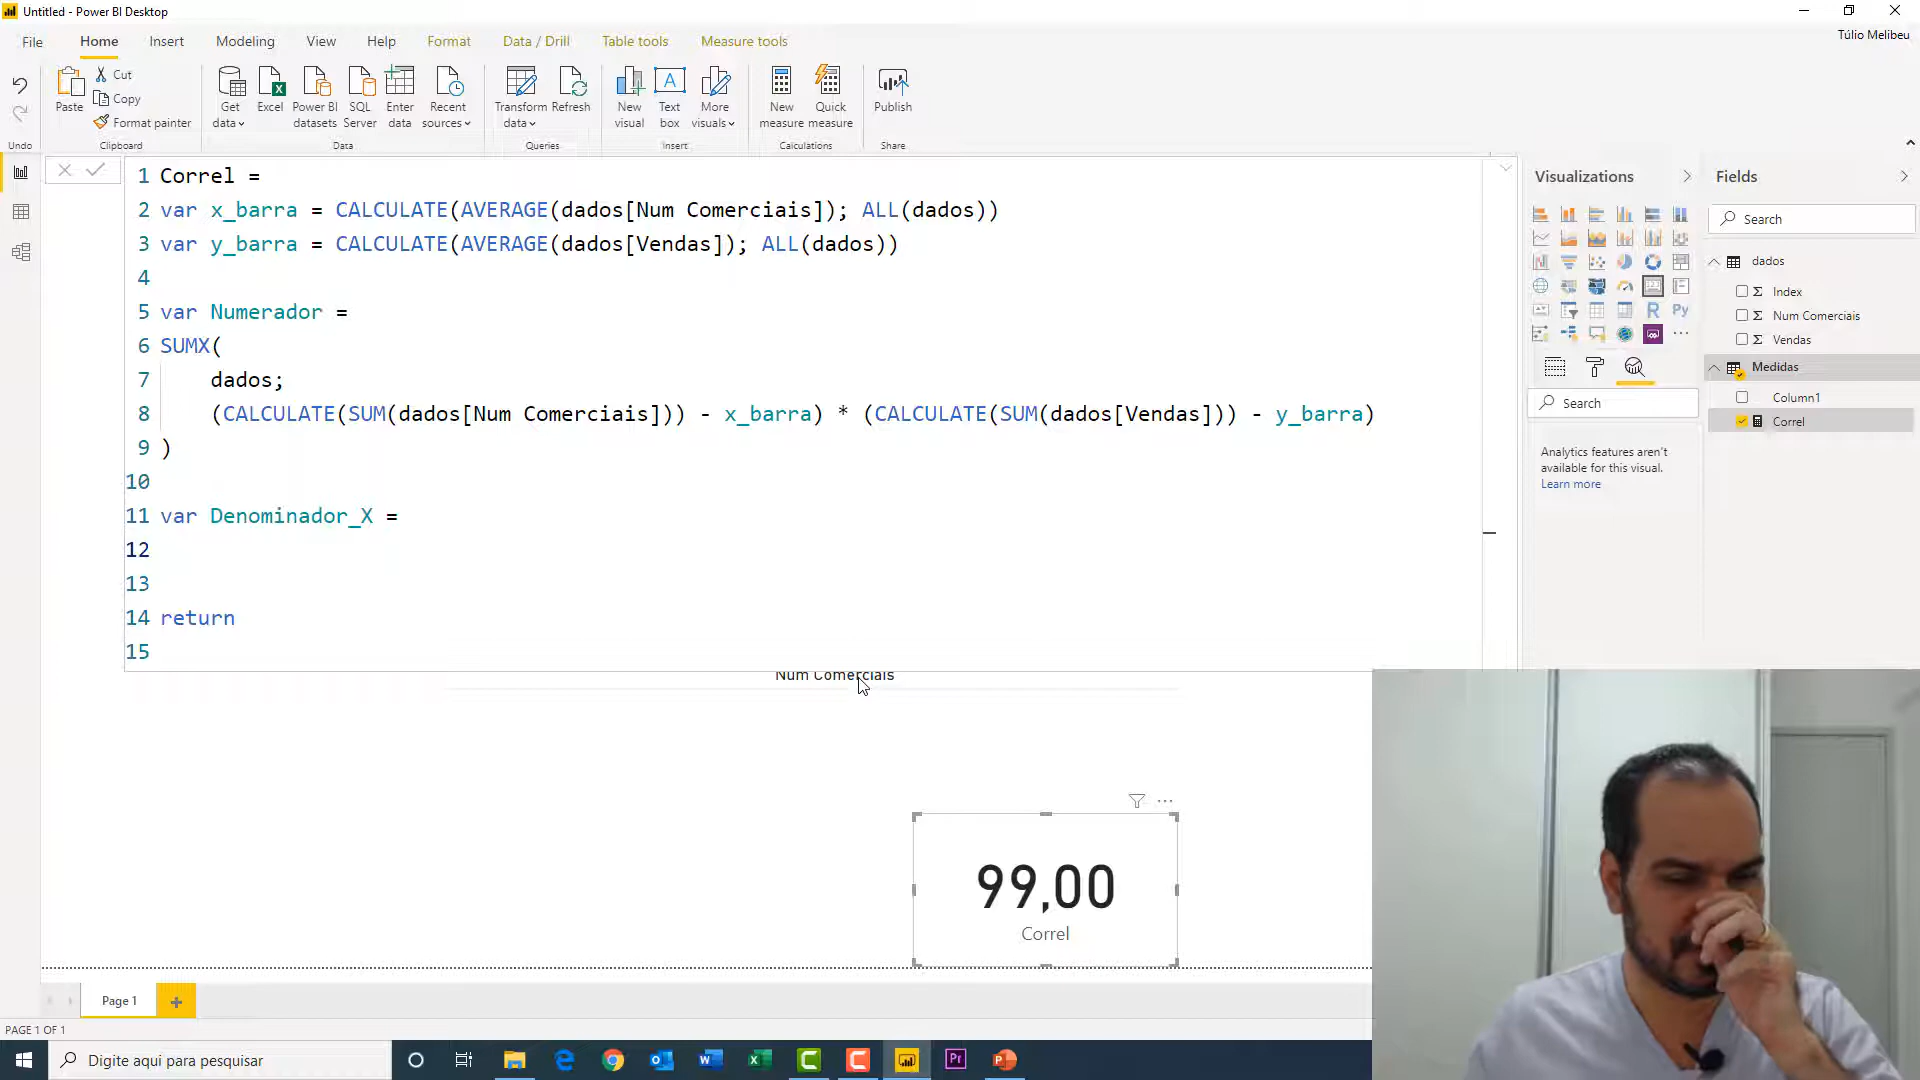 Untitled - Power BI Desktop
Túlio Melibeu
File Home Insert Modeling View Help Format Data / Drill Table tools Measure tools
Cut
Copy
Format painter
Paste
Get data
Excel
Power BI datasets
SQL Server
Enter data
Recent sources
Transform data
Refresh
New visual
Text box
More visuals
New measure
Quick measure
Publish
Undo Clipboard Data Queries Insert Calculations Share
1 Correl =
2 var x_barra = CALCULATE(AVERAGE(dados[Num Comerciais]); ALL(dados))
3 var y_barra = CALCULATE(AVERAGE(dados[Vendas]); ALL(dados))
4
5 var Numerador =
6 SUMX(
7 dados;
8 (CALCULATE(SUM(dados[Num Comerciais])) - x_barra) * (CALCULATE(SUM(dados[Vendas])) - y_barra)
9 )
10
11 var Denominador_X =
12
13
14 return
15
Visualizations
Search
Analytics features aren't
available for this visual.
Learn more
R
Py
Fields
Search
dados
Index
Num Comerciais
Vendas
Medidas
Column1
Correl
Num Comerciais
99,00
Correl
Page 1
PAGE 1 OF 1
Digite aqui para pesquisar